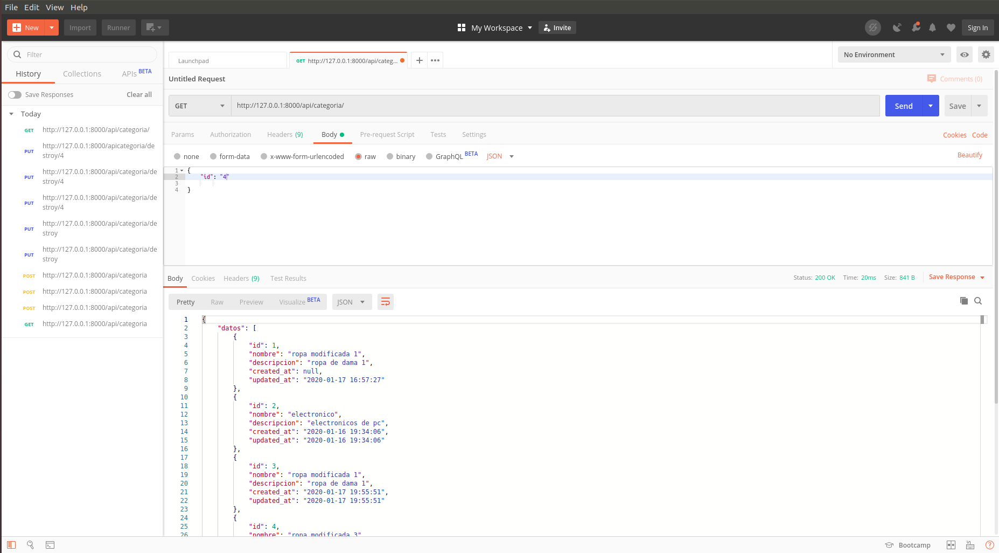 File Edit View Help
New Import Runner My Workspace Invite Sign In
Filter
History Collections APIs BETA
Save Responses Clear all
Today
GET http://127.0.0.1:8000/api/categoria/
PUT http://127.0.0.1:8000/apicategoria/de
stroy/4
PUT http://127.0.0.1:8000/api/categoria/de
stroy/4
PUT http://127.0.0.1:8000/api/categoria/de
stroy/4
PUT http://127.0.0.1:8000/api/categoria/de
stroy
PUT http://127.0.0.1:8000/api/categoria/de
stroy
POST http://127.0.0.1:8000/api/categoria
POST http://127.0.0.1:8000/api/categoria
POST http://127.0.0.1:8000/api/categoria
GET http://127.0.0.1:8000/api/categoria
Launchpad GET http://127.0.0.1:8000/api/categ... No Environment
Untitled Request Comments (0)
GET http://127.0.0.1:8000/api/categoria/ Send Save
Params Authorization Headers (9) Body Pre-request Script Tests Settings Cookies Code
none form-data x-www-form-urlencoded raw binary GraphQL BETA JSON Beautify
1 {
2 "id": "4"
3
4 }
Body Cookies Headers (9) Test Results Status: 200 OK Time: 20ms Size: 841 B Save Response
Pretty Raw Preview Visualize BETA JSON
1 {
2 "datos": [
3 {
4 "id": 1,
5 "nombre": "ropa modificada 1",
6 "descripcion": "ropa de dama 1",
7 "created_at": null,
8 "updated_at": "2020-01-17 16:57:27"
9 },
10 {
11 "id": 2,
12 "nombre": "electronico",
13 "descripcion": "electronicos de pc",
14 "created_at": "2020-01-16 19:34:06",
15 "updated_at": "2020-01-16 19:34:06"
16 },
17 {
18 "id": 3,
19 "nombre": "ropa modificada 1",
20 "descripcion": "ropa de dama 1",
21 "created_at": "2020-01-17 19:55:51",
22 "updated_at": "2020-01-17 19:55:51"
23 },
24 {
25 "id": 4,
26 "nombre": "ropa modificada 3"
Bootcamp